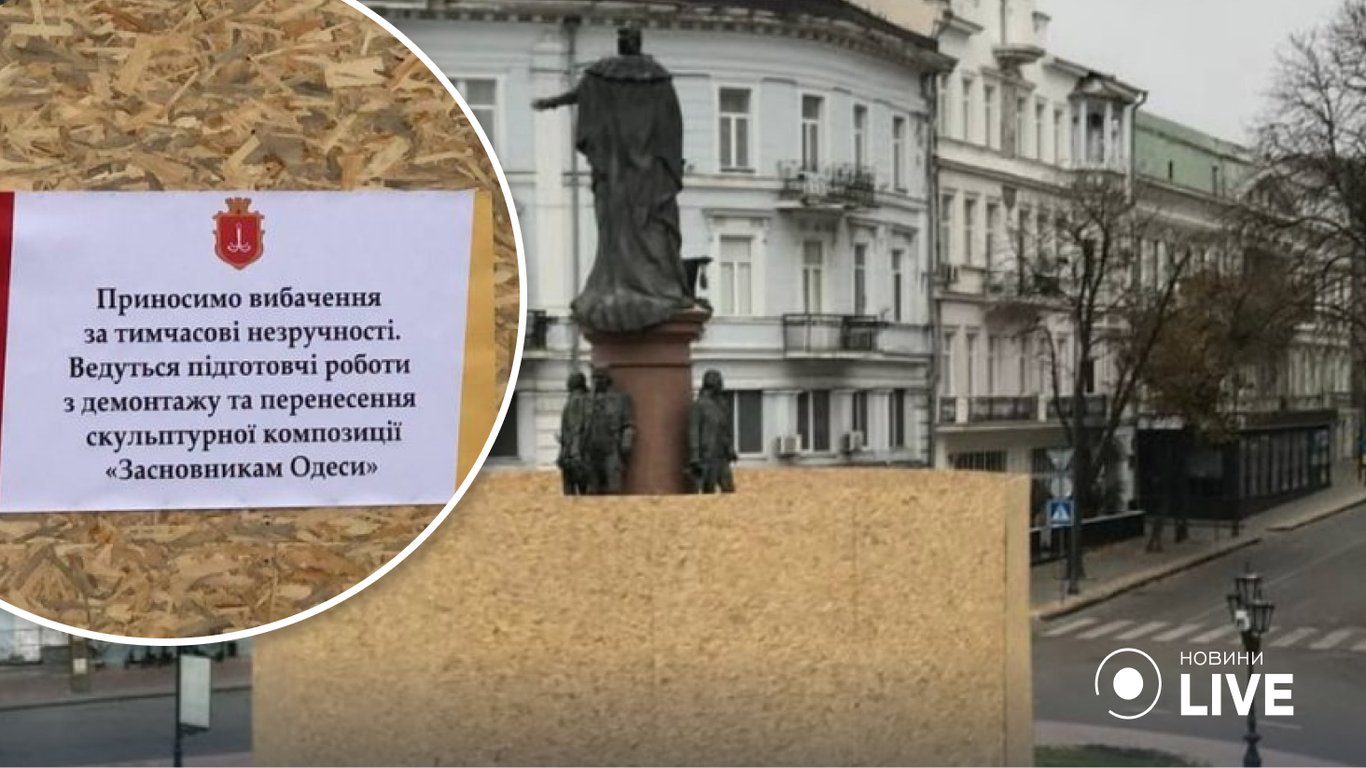 Приносимо вибачення
за тимчасові незручності.
Ведуться підготовчі роботи
з демонтажу та перенесення
скульптурної композиції
«Засновникам Одеси»
НОВИНИ
LIVE